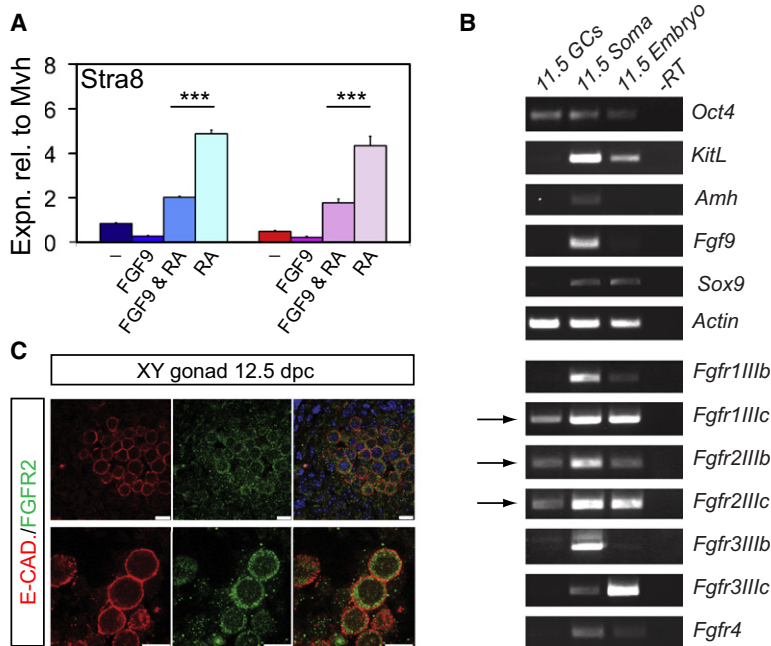 A
Stra8
Expn. rel. to Mvh
8
6
4
2
0
*** ***
– FGF9 FGF9 & RA RA – FGF9 FGF9 & RA RA
B
11.5 GCs 11.5 Soma 11.5 Embryo -RT
Oct4
KitL
Amh
Fgf9
Sox9
Actin
Fgfr1IIIb
Fgfr1IIIc
Fgfr2IIIb
Fgfr2IIIc
Fgfr3IIIb
Fgfr3IIIc
Fgfr4
C
XY gonad 12.5 dpc
E-CAD./FGFR2